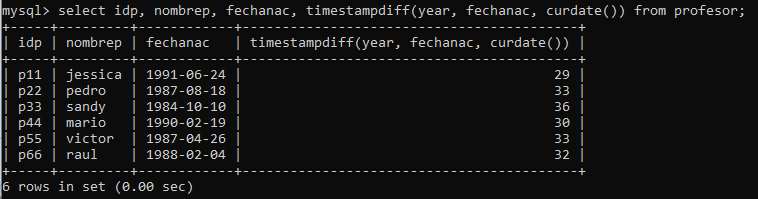 mysql> select idp, nombrep, fechanac, timestampdiff(year, fechanac, curdate()) from profesor;
+-----+---------+------------+------------------------------------------+
| idp | nombrep | fechanac   | timestampdiff(year, fechanac, curdate()) |
+-----+---------+------------+------------------------------------------+
| p11 | jessica | 1991-06-24 |                                       29 |
| p22 | pedro   | 1987-08-18 |                                       33 |
| p33 | sandy   | 1984-10-10 |                                       36 |
| p44 | mario   | 1990-02-19 |                                       30 |
| p55 | victor  | 1987-04-26 |                                       33 |
| p66 | raul    | 1988-02-04 |                                       32 |
+-----+---------+------------+------------------------------------------+
6 rows in set (0.00 sec)